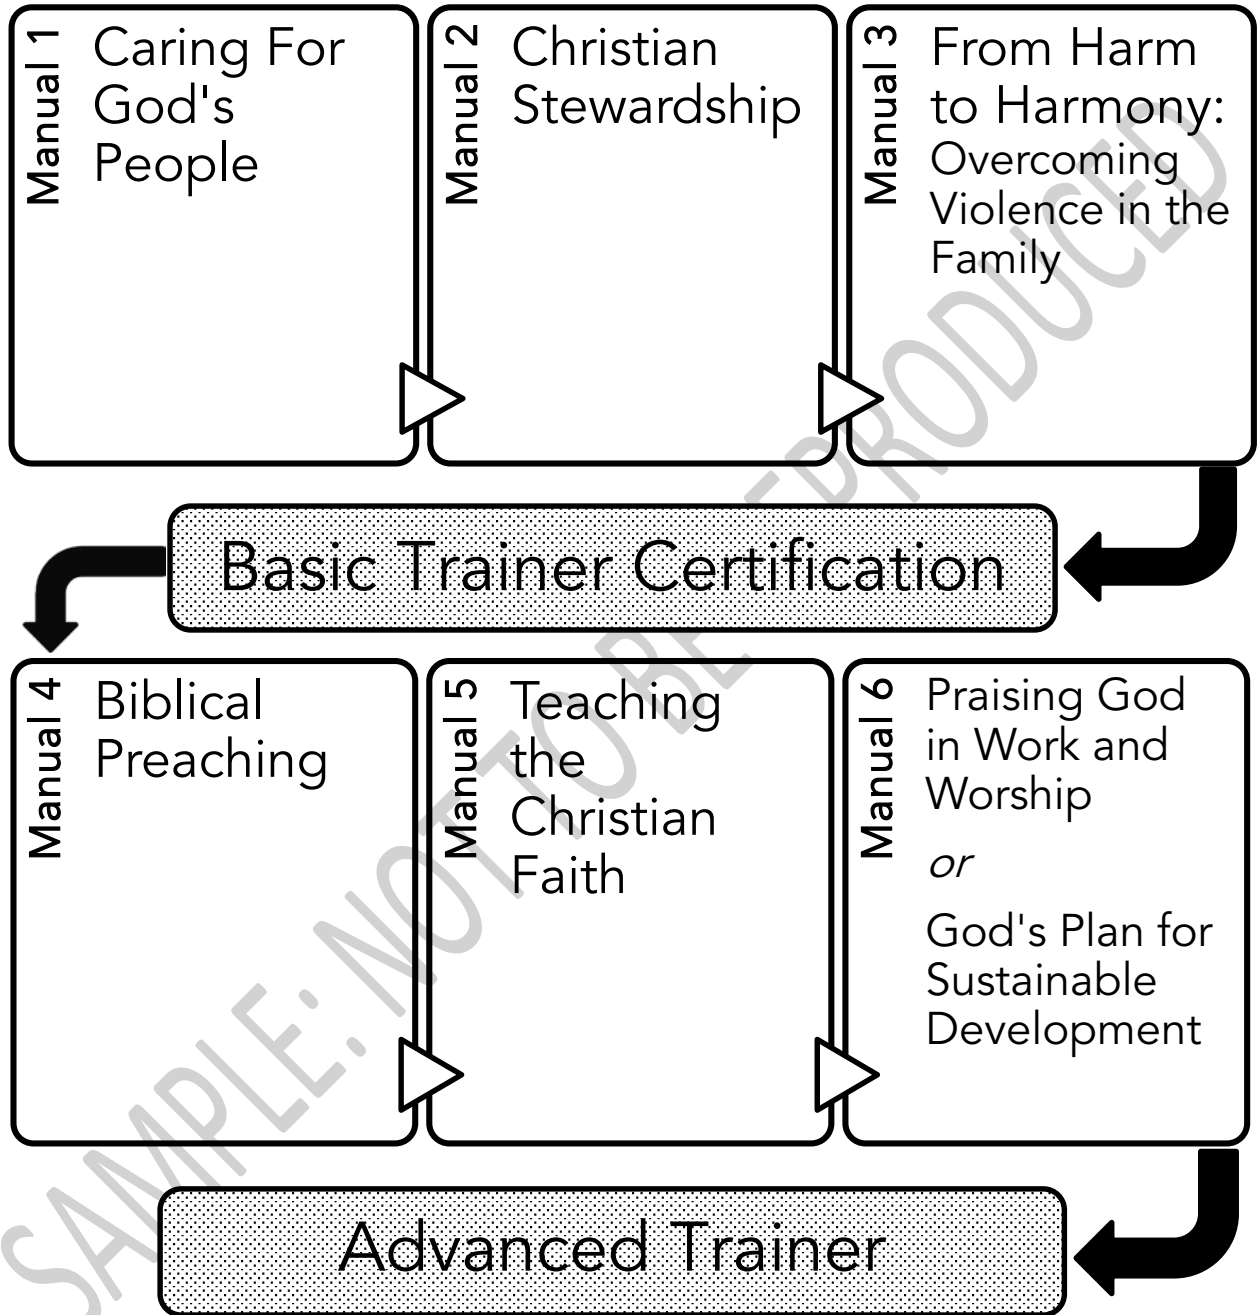 Manual 1
Caring For
God's
People
Manual 2
Christian
Stewardship
Manual 3
From Harm
to Harmony:
Overcoming
Violence in the
Family
Basic Trainer Certification
Manual 4
Biblical
Preaching
Manual 5
Teaching
the
Christian
Faith
Manual 6
Praising God
in Work and
Worship
or
God's Plan for
Sustainable
Development
Advanced Trainer
SAMPLE: NOT TO BE REPRODUCED